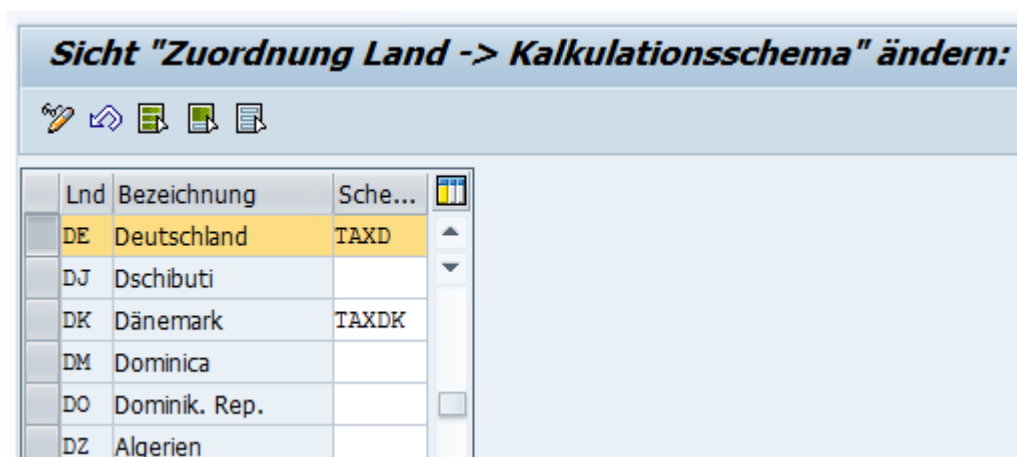 Sicht "Zuordnung Land -> Kalkulationsschema" ändern:
Lnd Bezeichnung Sche...
DE Deutschland TAXD
DJ Dschibuti
DK Dänemark TAXDK
DM Dominica
DO Dominik. Rep.
DZ Algerien